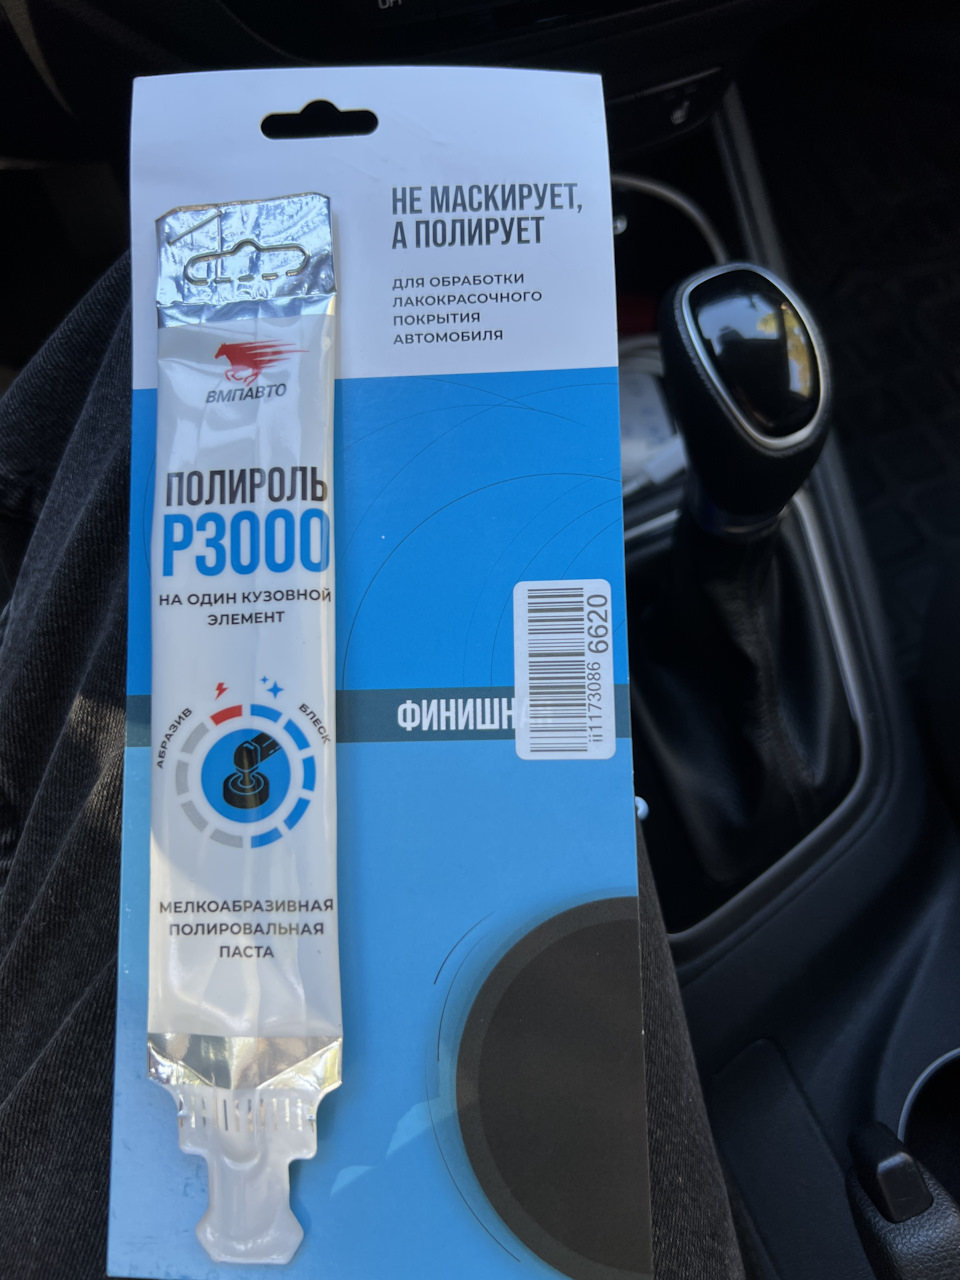 НЕ МАСКИРУЕТ,
А ПОЛИРУЕТ
ДЛЯ ОБРАБОТКИ
ЛАКОКРАСОЧНОГО
ПОКРЫТИЯ
АВТОМОБИЛЯ
ВМПАВТО
ПОЛИРОЛЬ
P3000
НА ОДИН КУЗОВНОЙ
ЭЛЕМЕНТ
АБРАЗИВ
БЛЕСК
МЕЛКОАБРАЗИВНАЯ
ПОЛИРОВАЛЬНАЯ
ПАСТА
ФИНИШН
ii1173086 6620